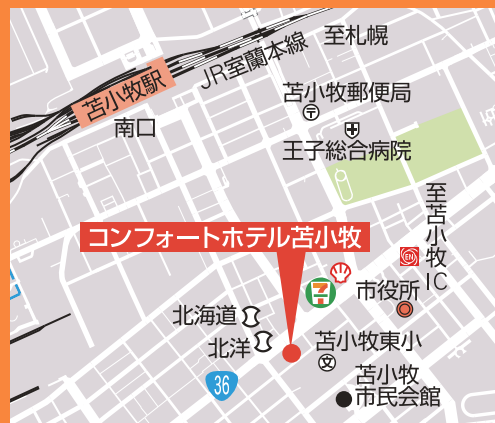 至札幌
JR室蘭本線
苫小牧駅
南口
苫小牧郵便局
〒
王子総合病院
至苫小牧IC
コンフォートホテル苫小牧
EN
7
市役所
北海道
北洋
苫小牧東小
文
36
苫小牧
市民会館